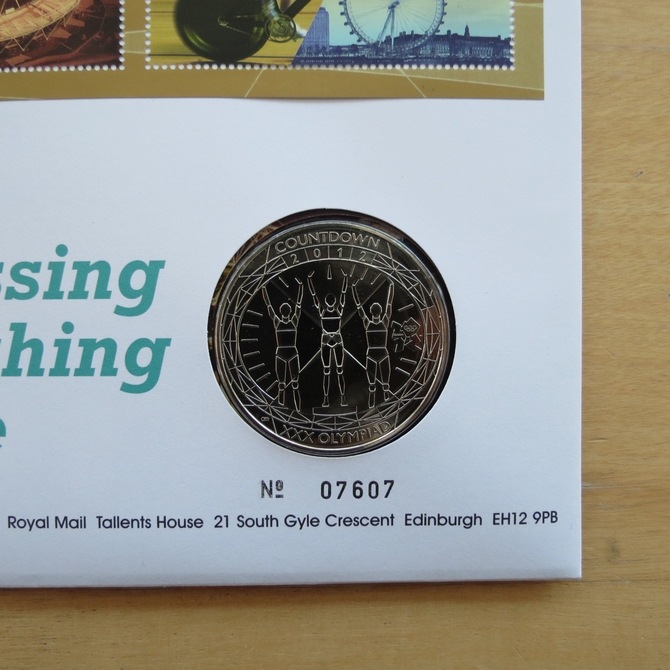 ssing
hing
e
COUNTDOWN
2012
XXX OLYMPIAD
Nº 07607
Royal Mail Tallents House 21 South Gyle Crescent Edinburgh EH12 9PB